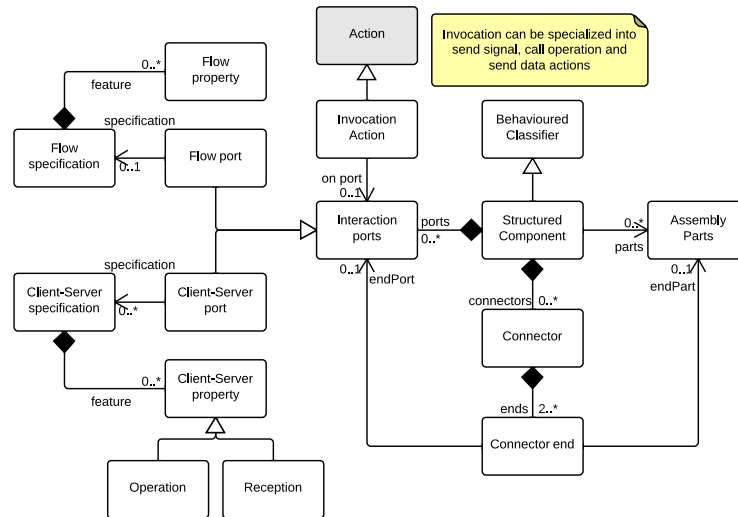 Action
Invocation can be specialized into
send signal, call operation and
send data actions
Flow
property
0..*
feature
Invocation
Action
Behavioured
Classifier
specification
Flow
specification
0..1
Flow port
on port
0..1
Interaction
ports
ports
0..*
Structured
Component
0..*
parts
Assembly
Parts
specification
0..1
endPort
0..1
endPart
Client-Server
specification
0..*
Client-Server
port
connectors
0..*
Connector
Client-Server
property
0..*
feature
ends
2..*
Connector end
Operation
Reception